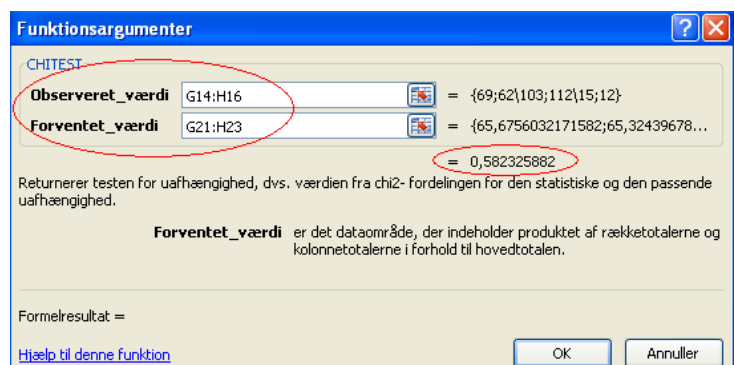 Funktionsargumenter
CHITEST
Observeret_værdi G14:H16 = {69;62\103;112\15;12}
Forventet_værdi G21:H23 = {65,6756032171582;65,32439678...
= 0,582325882
Returnerer testen for uafhængighed, dvs. værdien fra chi2- fordelingen for den statistiske og den passende
uafhængighed.
Forventet_værdi er det dataområde, der indeholder produktet af rækketotalerne og
kolonnetotalerne i forhold til hovedtotalen.
Formelresultat =
Hjælp til denne funktion OK Annuller